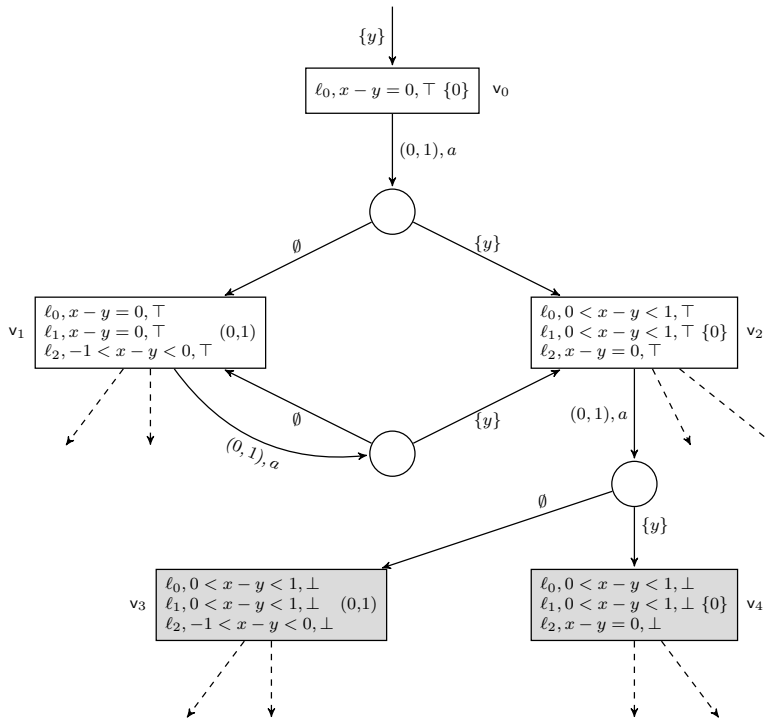 {y}
ℓ₀, x − y = 0, ⊤ {0} v₀
(0, 1), a
∅ {y}
v₁ ℓ₀, x − y = 0, ⊤
ℓ₁, x − y = 0, ⊤ (0,1)
ℓ₂, −1 < x − y < 0, ⊤
ℓ₀, 0 < x − y < 1, ⊤
ℓ₁, 0 < x − y < 1, ⊤ {0} v₂
ℓ₂, x − y = 0, ⊤
∅ {y} (0, 1), a
(0, 1), a
∅ {y}
v₃ ℓ₀, 0 < x − y < 1, ⊥
ℓ₁, 0 < x − y < 1, ⊥ (0,1)
ℓ₂, −1 < x − y < 0, ⊥
ℓ₀, 0 < x − y < 1, ⊥ v₄
ℓ₁, 0 < x − y < 1, ⊥ {0}
ℓ₂, x − y = 0, ⊥